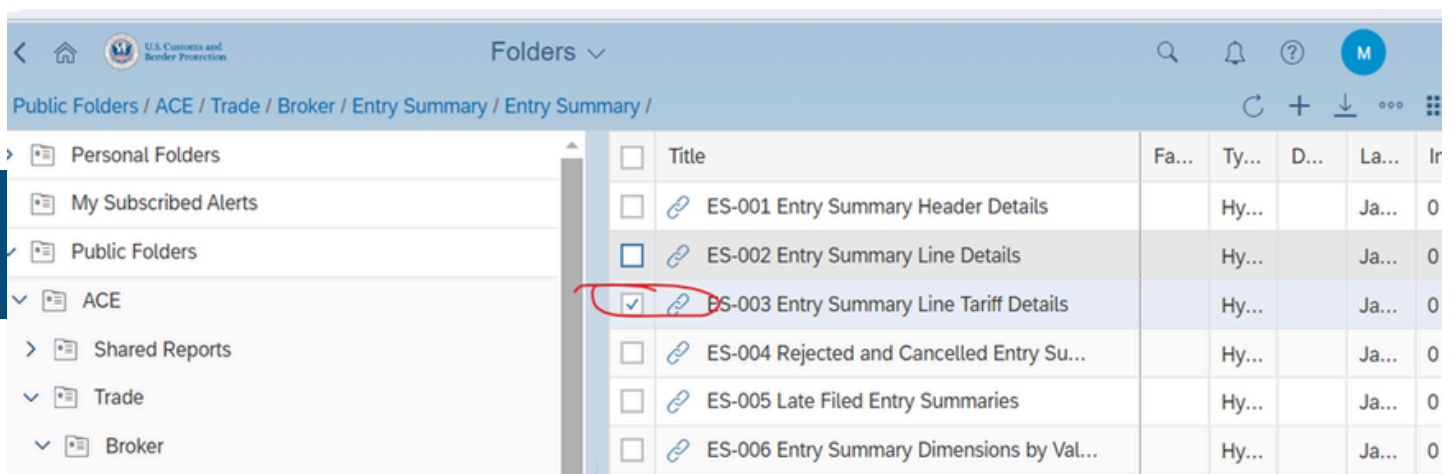 U.S. Customs and
Border Protection
Folders
M
Public Folders / ACE / Trade / Broker / Entry Summary / Entry Summary /
Personal Folders
My Subscribed Alerts
Public Folders
ACE
Shared Reports
Trade
Broker
Title Fa... Ty... D... La... In
ES-001 Entry Summary Header Details Hy... Ja... 0
ES-002 Entry Summary Line Details Hy... Ja... 0
ES-003 Entry Summary Line Tariff Details Hy... Ja... 0
ES-004 Rejected and Cancelled Entry Su... Hy... Ja... 0
ES-005 Late Filed Entry Summaries Hy... Ja... 0
ES-006 Entry Summary Dimensions by Val... Hy... Ja... 0